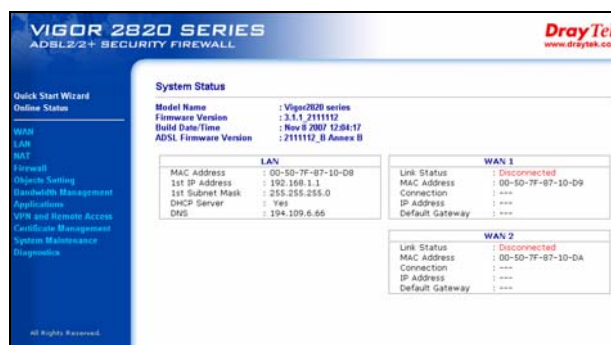 VIGOR 2820 SERIES
ADSL2/2+ SECURITY FIREWALL
DrayTe
www.draytek.co
Quick Start Wizard
Online Status
WAN
LAN
NAT
Firewall
Objects Setting
Bandwidth Management
Applications
VPN and Remote Access
Certificate Management
System Maintenance
Diagnostics
All Rights Reserved.
System Status
Model Name : Vigor2820 series
Firmware Version : 3.1.1_2111112
Build Date/Time : Nov 8 2007 12:04:17
ADSL Firmware Version : 2111112_B Annex B
LAN
MAC Address : 00-50-7F-87-10-D8
1st IP Address : 192.168.1.1
1st Subnet Mask : 255.255.255.0
DHCP Server : Yes
DNS : 194.109.6.66
WAN 1
Link Status : Disconnected
MAC Address : 00-50-7F-87-10-D9
Connection : ---
IP Address : ---
Default Gateway : ---
WAN 2
Link Status : Disconnected
MAC Address : 00-50-7F-87-10-DA
Connection : ---
IP Address : ---
Default Gateway : ---